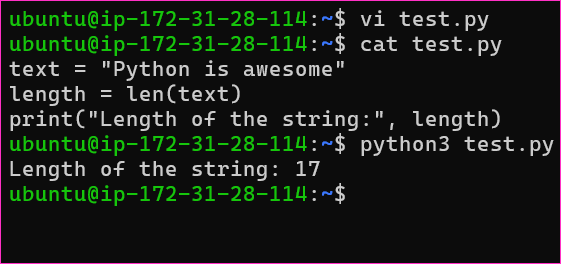 ubuntu@ip-172-31-28-114:~$ vi test.py
ubuntu@ip-172-31-28-114:~$ cat test.py
text = "Python is awesome"
length = len(text)
print("Length of the string:", length)
ubuntu@ip-172-31-28-114:~$ python3 test.py
Length of the string: 17
ubuntu@ip-172-31-28-114:~$